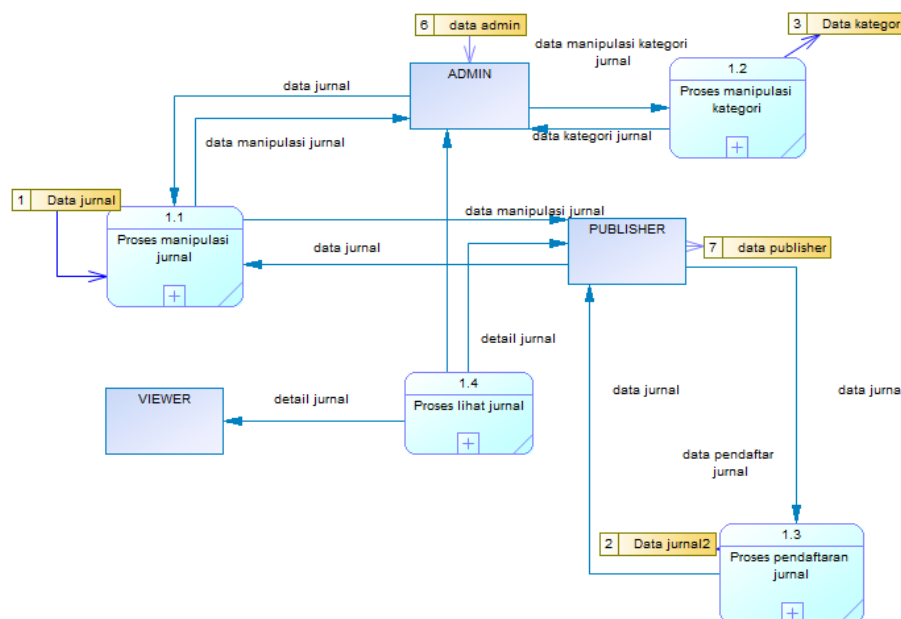 6 data admin
3 Data kategor
data manipulasi kategori
jurnal
ADMIN
1.2
Proses manipulasi
kategori
data jurnal
data kategori jurnal
data manipulasi jurnal
1 Data jurnal
1.1
Proses manipulasi
jurnal
data manipulasi jurnal
PUBLISHER
data jurnal
7 data publisher
detail jurnal
1.4
Proses lihat jurnal
VIEWER
detail jurnal
data jurnal
data jurna
data pendaftar
jurnal
2 Data jurnal2
1.3
Proses pendaftaran
jurnal